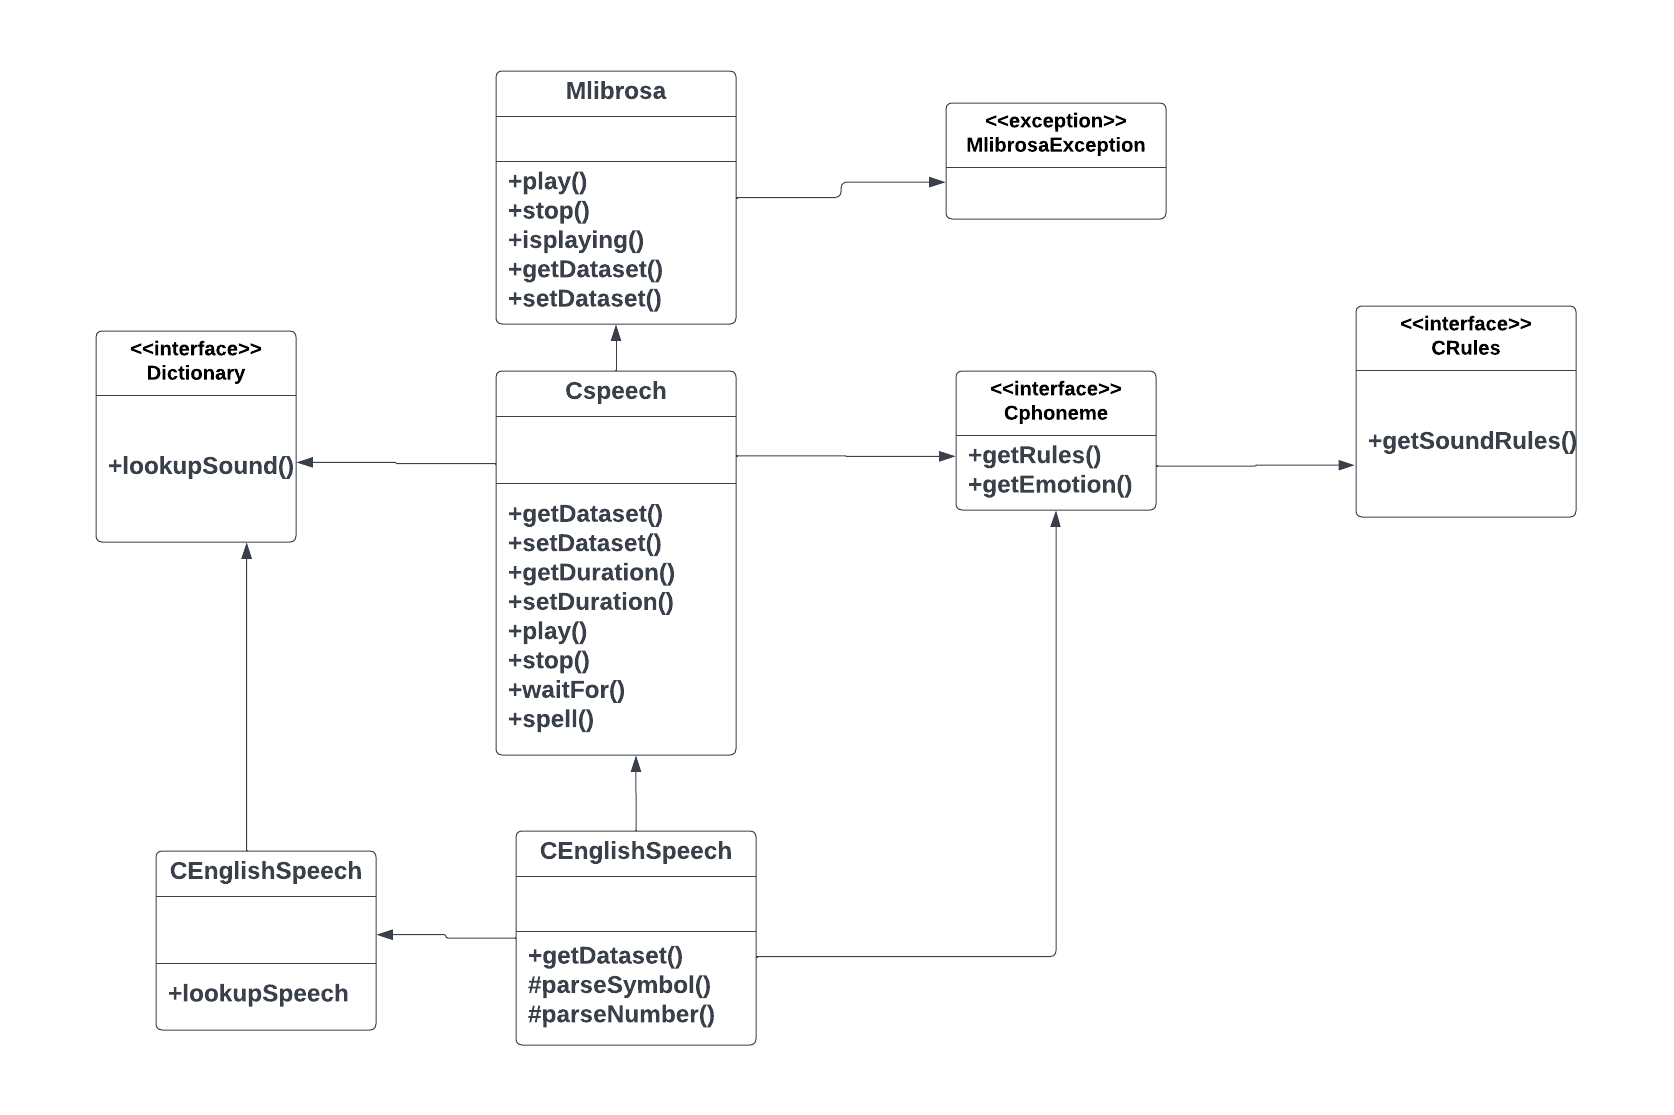 Mlibrosa
+play()
+stop()
+isplaying()
+getDataset()
+setDataset()
<<exception>>
MlibrosaException
<<interface>>
Dictionary
+lookupSound()
Cspeech
+getDataset()
+setDataset()
+getDuration()
+setDuration()
+play()
+stop()
+waitFor()
+spell()
<<interface>>
Cphoneme
+getRules()
+getEmotion()
<<interface>>
CRules
+getSoundRules()
CEnglishSpeech
+lookupSpeech
CEnglishSpeech
+getDataset()
#parseSymbol()
#parseNumber()